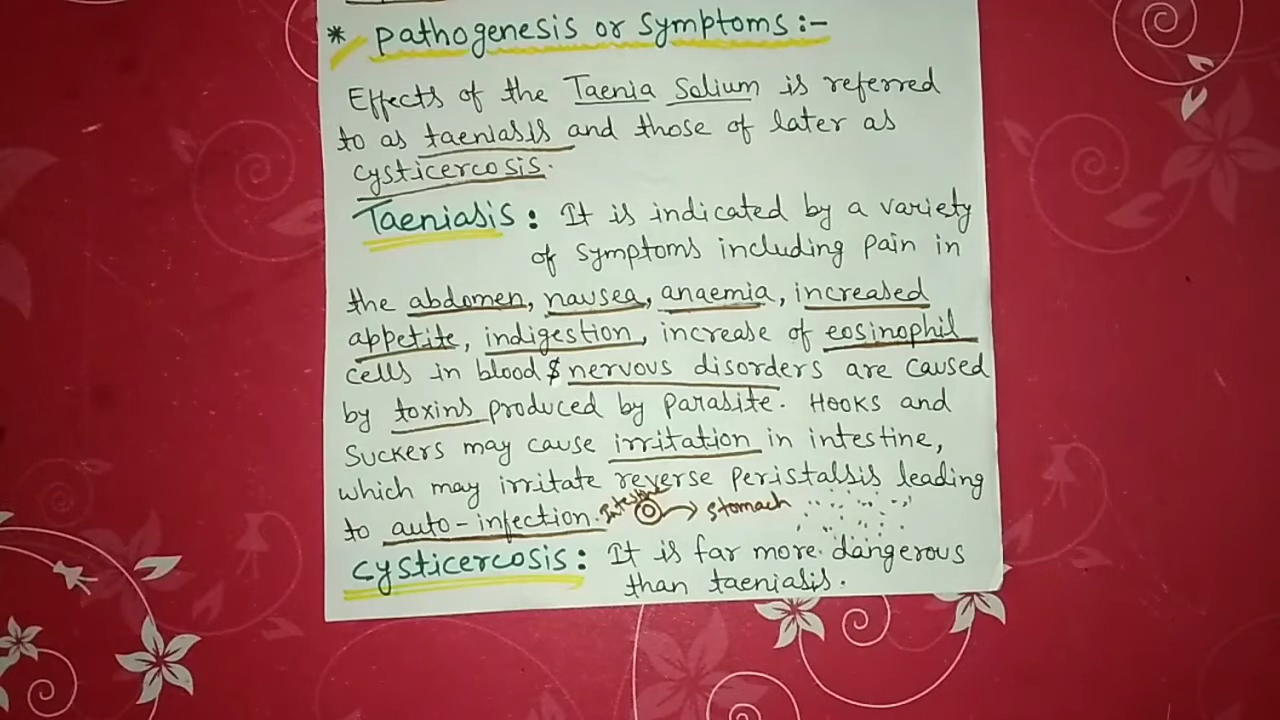 * Pathogenesis or Symptoms :-
Effects of the Taenia Solium is referred
to as taeniasis and those of later as
cysticercosis.
Taeniasis : It is indicated by a variety
of symptoms including pain in
the abdomen, nausea, anaemia, increased
appetite, indigestion, increase of eosinophil
cells in blood $ nervous disorders are caused
by toxins produced by parasite. Hooks and
Suckers may cause irritation in intestine,
which may irritate reverse peristalsis leading
to auto-infection. Intestine → stomach
Cysticercosis : It is far more dangerous
than taeniasis.